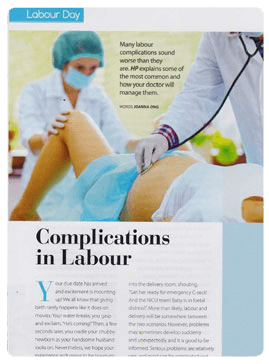 Labour Day
Many labour
complications sound
worse than they
are. HP explains some
of the most common and
how your doctor will
manage them.
WORDS JOANNA ONG
Complications
in Labour
Your due date has arrived
and excitement is mounting
up! We all know that giving
birth rarely happens like it does on
movies: Your water breaks, you gasp
and exclaim, "He's coming!" Then, a few
seconds later, you cradle your chubby
newborn as your handsome husband
looks on. Nevertheless, we hope your
into the delivery room, shouting,
"Get her ready for emergency C-sect!
And the NICU team! Baby is in foetal
distress!". More than likely, labour and
delivery will be somewhere between
the two scenarios. However, problems
may sometimes develop suddenly
and unexpectedly and it is good to be
informed. Serious problems are relatively